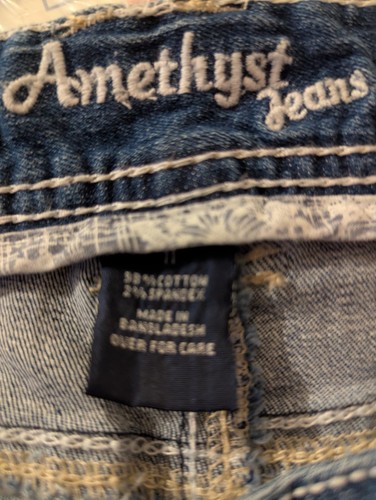 Amethyst
Jeans
98%COTTON
2%SPANDEX
MADE IN
BANGLADESH
OVER FOR CARE